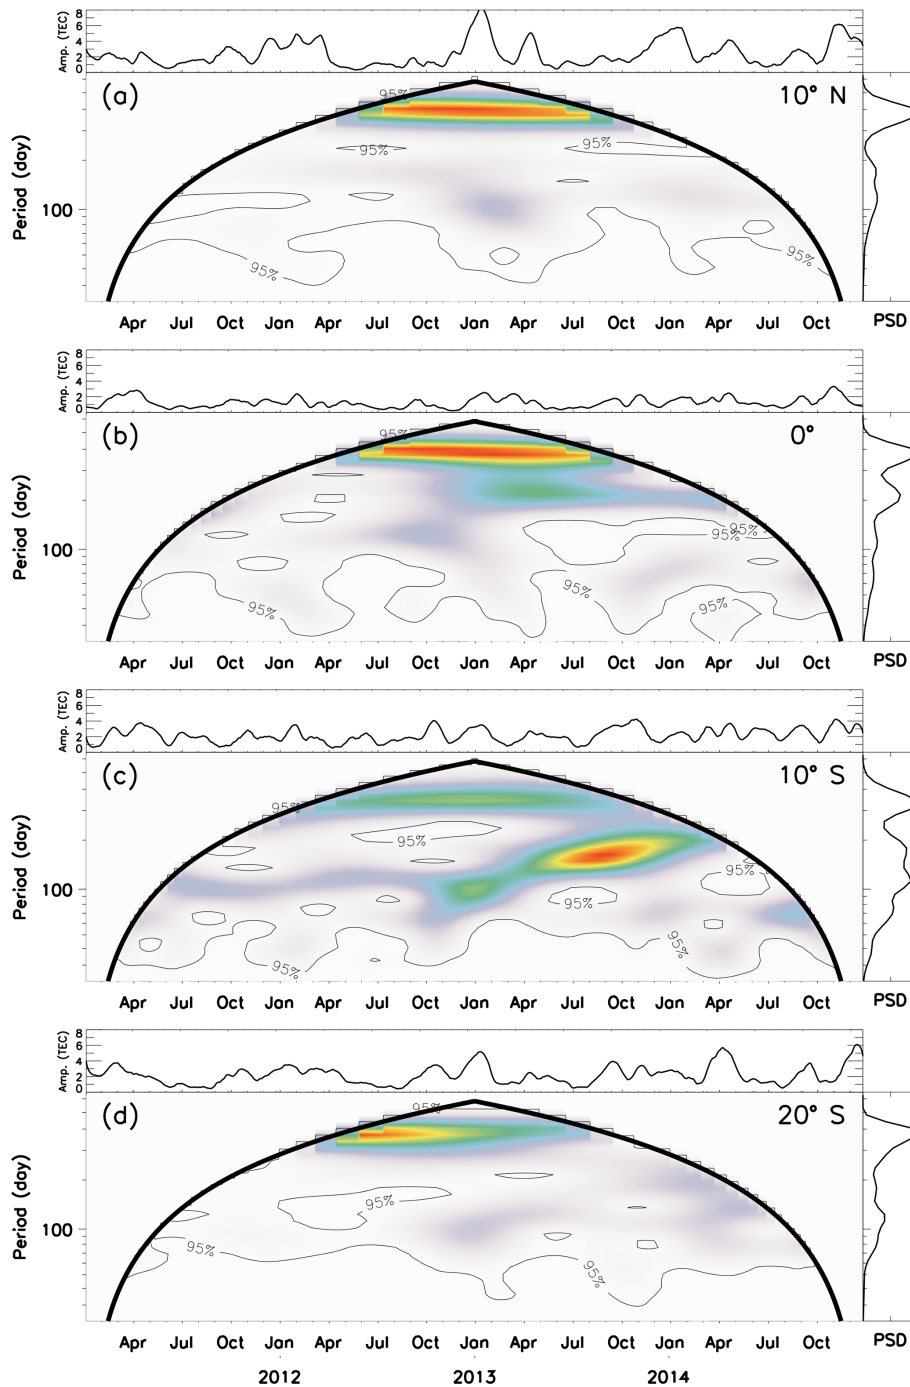 Amp. (TEC)
8
6
4
2
0
(a)
10° N
95%
95%
95%
95%
95%
Period (day)
100
Apr Jul Oct Jan Apr Jul Oct Jan Apr Jul Oct Jan Apr Jul Oct
PSD
Amp. (TEC)
8
6
4
2
0
(b)
0°
95%
95%
95%
95%
95%
95%
Period (day)
100
Apr Jul Oct Jan Apr Jul Oct Jan Apr Jul Oct Jan Apr Jul Oct
PSD
Amp. (TEC)
8
6
4
2
0
(c)
10° S
95%
95%
95%
95%
95%
95%
Period (day)
100
Apr Jul Oct Jan Apr Jul Oct Jan Apr Jul Oct Jan Apr Jul Oct
PSD
Amp. (TEC)
8
6
4
2
0
(d)
20° S
95%
95%
95%
95%
Period (day)
100
Apr Jul Oct Jan Apr Jul Oct Jan Apr Jul Oct Jan Apr Jul Oct
PSD
2012 2013 2014